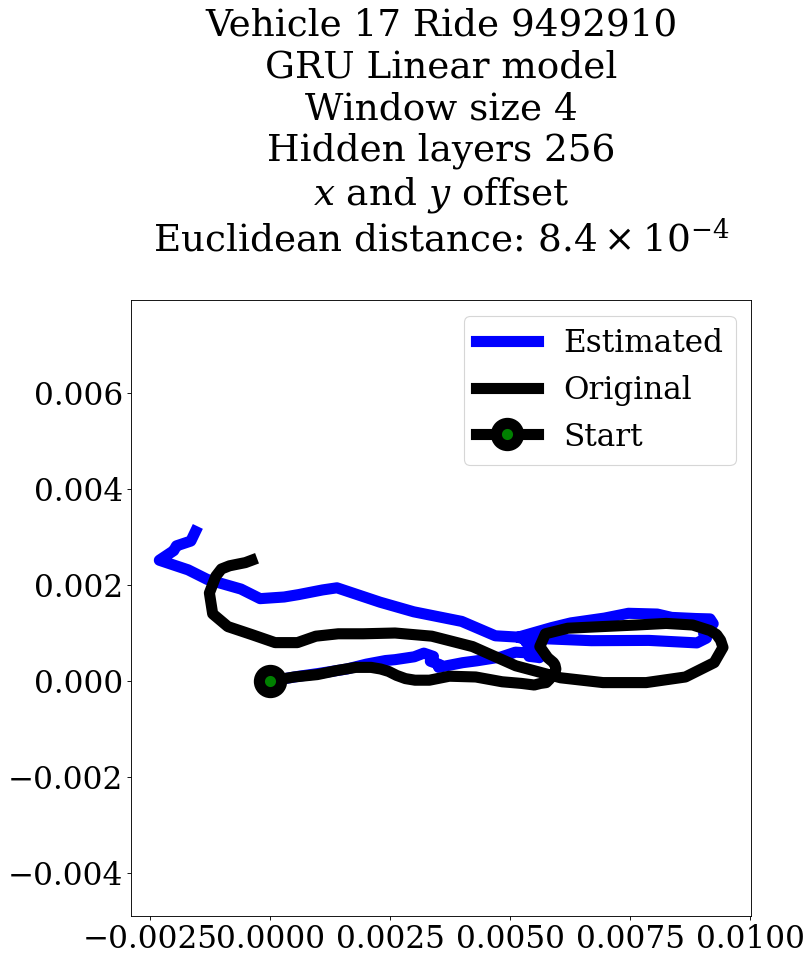 Vehicle 17 Ride 9492910
GRU Linear model
Window size 4
Hidden layers 256
x and y offset
Euclidean distance: 8.4 × 10⁻⁴
Estimated
Original
Start
0.006
0.004
0.002
0.000
−0.002
−0.004
−0.0025 0.0000 0.0025 0.0050 0.0075 0.0100